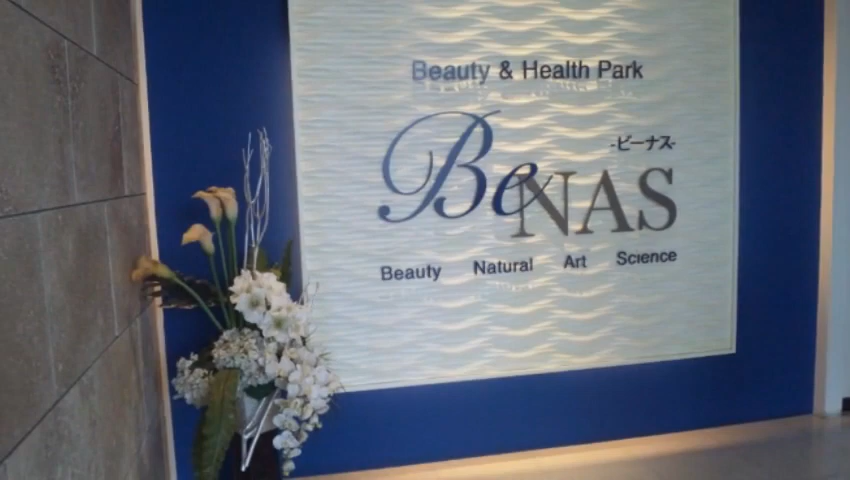 Beauty & Health Park
-ビーナス-
BeNAS
Beauty Natural Art Science